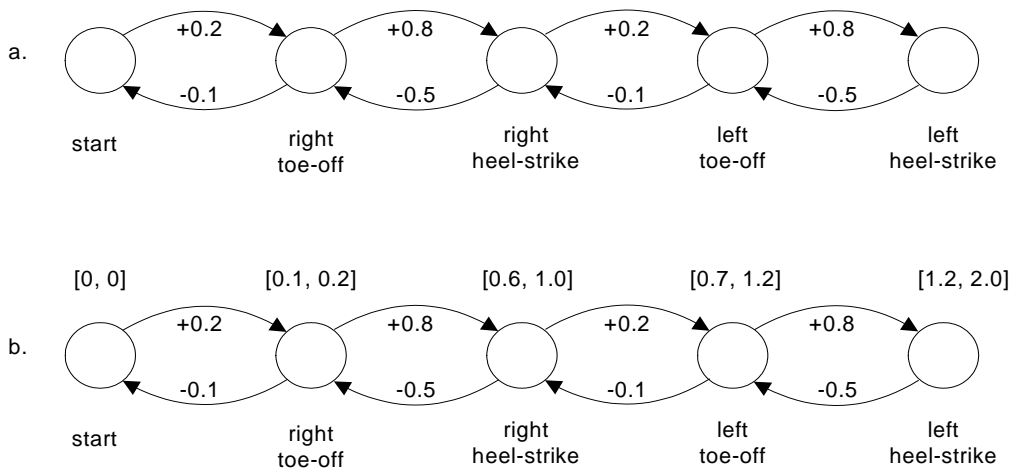 +0.2 +0.8 +0.2 +0.8
a.
-0.1 -0.5 -0.1 -0.5
start right right left left
toe-off heel-strike toe-off heel-strike
[0, 0] [0.1, 0.2] [0.6, 1.0] [0.7, 1.2] [1.2, 2.0]
+0.2 +0.8 +0.2 +0.8
b.
-0.1 -0.5 -0.1 -0.5
start right right left left
toe-off heel-strike toe-off heel-strike